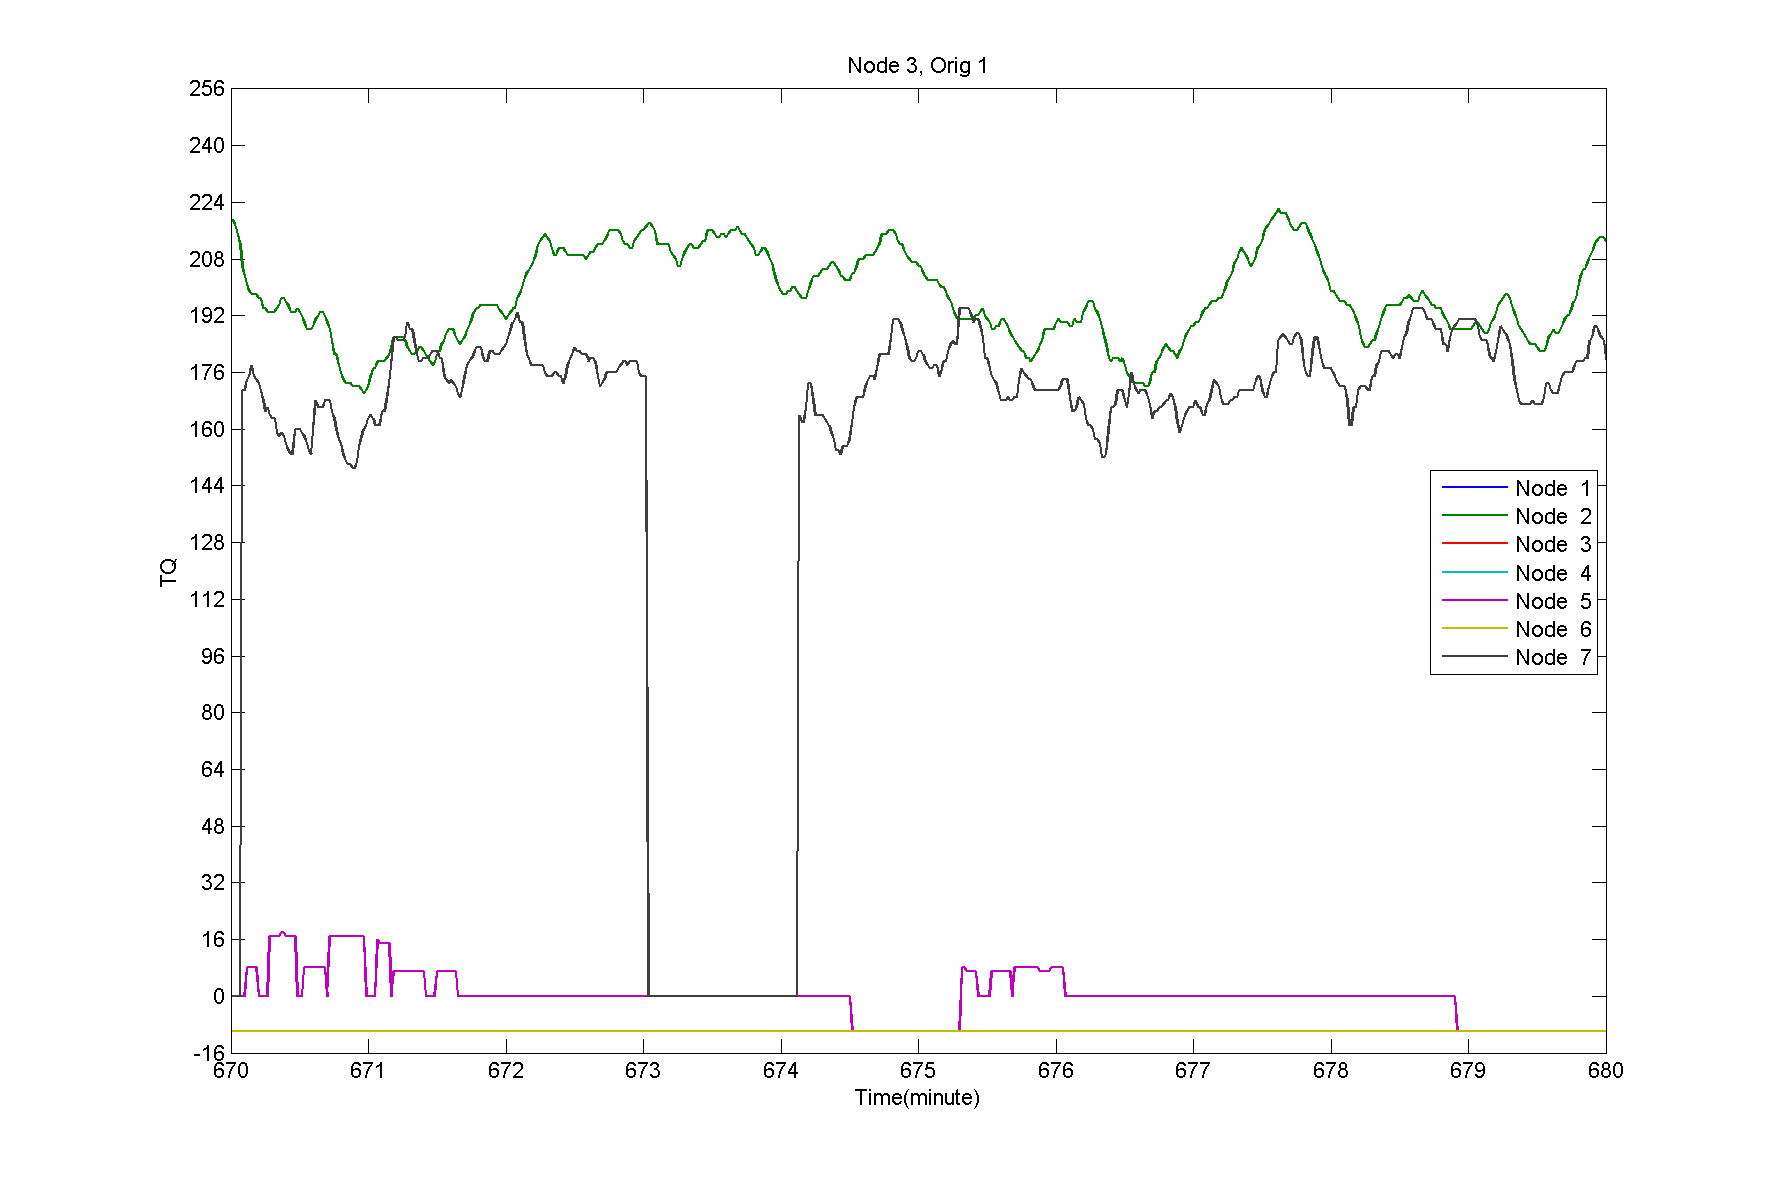 Node 3, Orig 1
256
240
224
208
192
176
160
144
128
112
96
80
64
48
32
16
0
-16
TQ
Node 1
Node 2
Node 3
Node 4
Node 5
Node 6
Node 7
670 671 672 673 674 675 676 677 678 679 680
Time(minute)